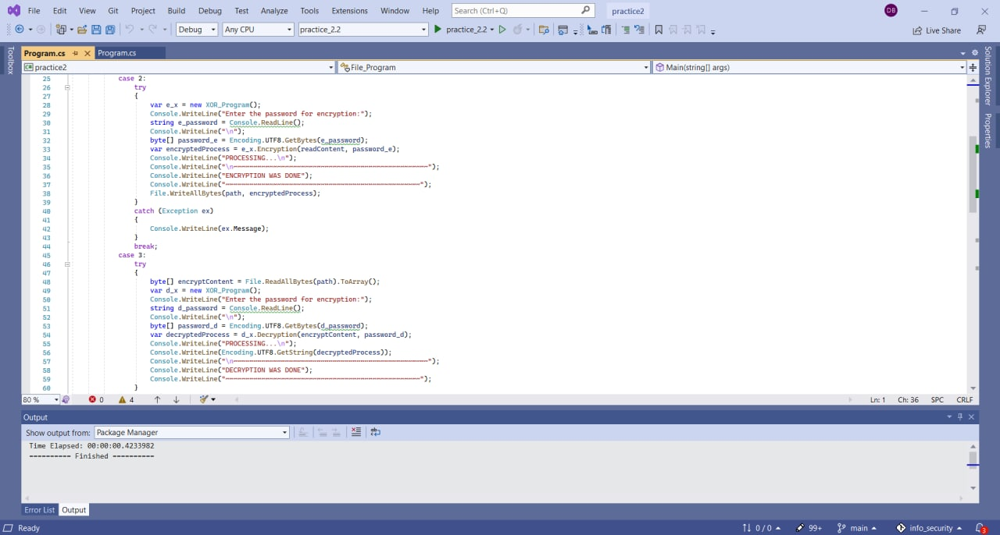 File Edit View Git Project Build Debug Test Analyze Tools Extensions Window Help Search (Ctrl+Q) practice2 DB
Debug Any CPU practice_2.2 practice_2.2 Live Share
Toolbox
Program.cs Program.cs
practice2 File_Program Main(string[] args)
25 case 2:
26 try
27 {
28 var e_x = new XOR_Program();
29 Console.WriteLine("Enter the password for encryption:");
30 string e_password = Console.ReadLine();
31 Console.WriteLine("\n");
32 byte[] password_e = Encoding.UTF8.GetBytes(e_password);
33 var encryptedProcess = e_x.Encryption(readContent, password_e);
34 Console.WriteLine("PROCESSING...\n");
35 Console.WriteLine("\n~~~~~~~~~~~~~~~~~~~~~~~~~~~~~~~~~~~~~~~~~~~~~~~~");
36 Console.WriteLine("ENCRYPTION WAS DONE");
37 Console.WriteLine("~~~~~~~~~~~~~~~~~~~~~~~~~~~~~~~~~~~~~~~~~~~~~~~~");
38 File.WriteAllBytes(path, encryptedProcess);
39 }
40 catch (Exception ex)
41 {
42 Console.WriteLine(ex.Message);
43 }
44 break;
45 case 3:
46 try
47 {
48 byte[] encryptContent = File.ReadAllBytes(path).ToArray();
49 var d_x = new XOR_Program();
50 Console.WriteLine("Enter the password for encryption:");
51 string d_password = Console.ReadLine();
52 Console.WriteLine("\n");
53 byte[] password_d = Encoding.UTF8.GetBytes(d_password);
54 var decryptedProcess = d_x.Decryption(encryptContent, password_d);
55 Console.WriteLine("PROCESSING...\n");
56 Console.WriteLine(Encoding.UTF8.GetString(decryptedProcess));
57 Console.WriteLine("\n~~~~~~~~~~~~~~~~~~~~~~~~~~~~~~~~~~~~~~~~~~~~~~~~");
58 Console.WriteLine("DECRYPTION WAS DONE");
59 Console.WriteLine("~~~~~~~~~~~~~~~~~~~~~~~~~~~~~~~~~~~~~~~~~~~~~~~~");
60 }
Solution Explorer
Properties
80 % 0 4 Ln: 1 Ch: 36 SPC CRLF
Output
Show output from: Package Manager
Time Elapsed: 00:00:00.4233982
========== Finished ==========
Error List Output
Ready 0 / 0 99+ main info_security 3